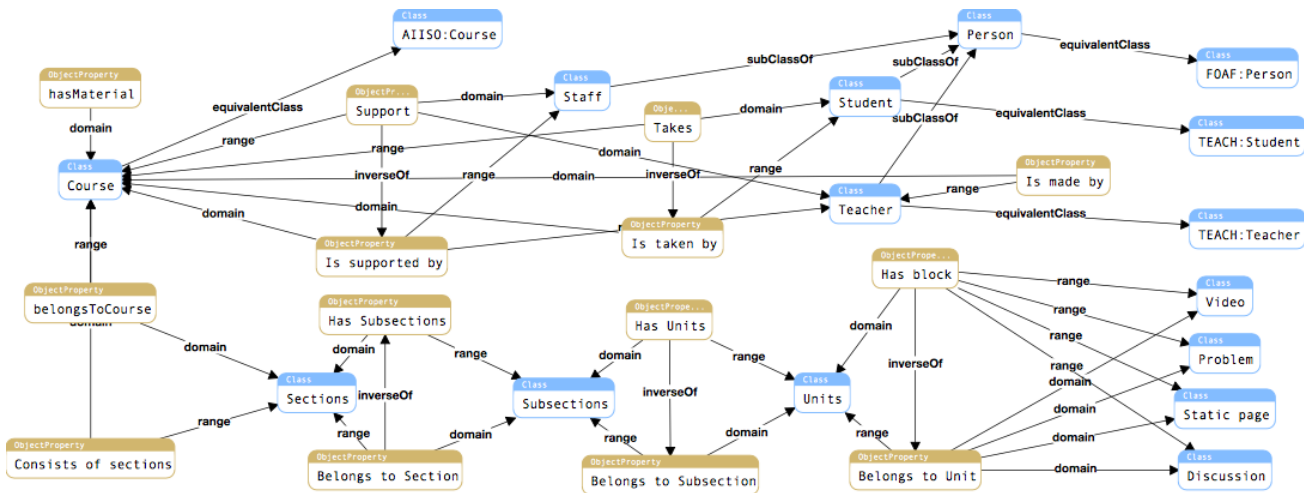 Class
AIISO:Course
Class
Person
equivalentClass
Class
FOAF:Person
ObjectProperty
hasMaterial
domain
equivalentClass
ObjectPr...
Support
domain
Class
Staff
subClassOf
subClassOf
Obje...
Takes
domain
Class
Student
equivalentClass
Class
TEACH:Student
subClassOf
range
range
domain
Class
Course
inverseOf
range
inverseOf
domain
range
range
ObjectProperty
Is made by
domain
domain
Class
Teacher
equivalentClass
Class
TEACH:Teacher
ObjectProperty
Is supported by
ObjectProperty
Is taken by
range
ObjectProperty
belongsToCourse
domain
domain
ObjectProperty
Has Subsections
domain
range
ObjectPrope...
Has Units
domain
range
ObjectPrope...
Has block
domain
range
range
range
range
Class
Video
Class
Problem
Class
Sections
inverseOf
Class
Subsections
inverseOf
Class
Units
inverseOf
domain
domain
Class
Static page
range
range
domain
range
domain
range
domain
domain
ObjectProperty
Consists of sections
ObjectProperty
Belongs to Section
ObjectProperty
Belongs to Subsection
ObjectProperty
Belongs to Unit
Class
Discussion